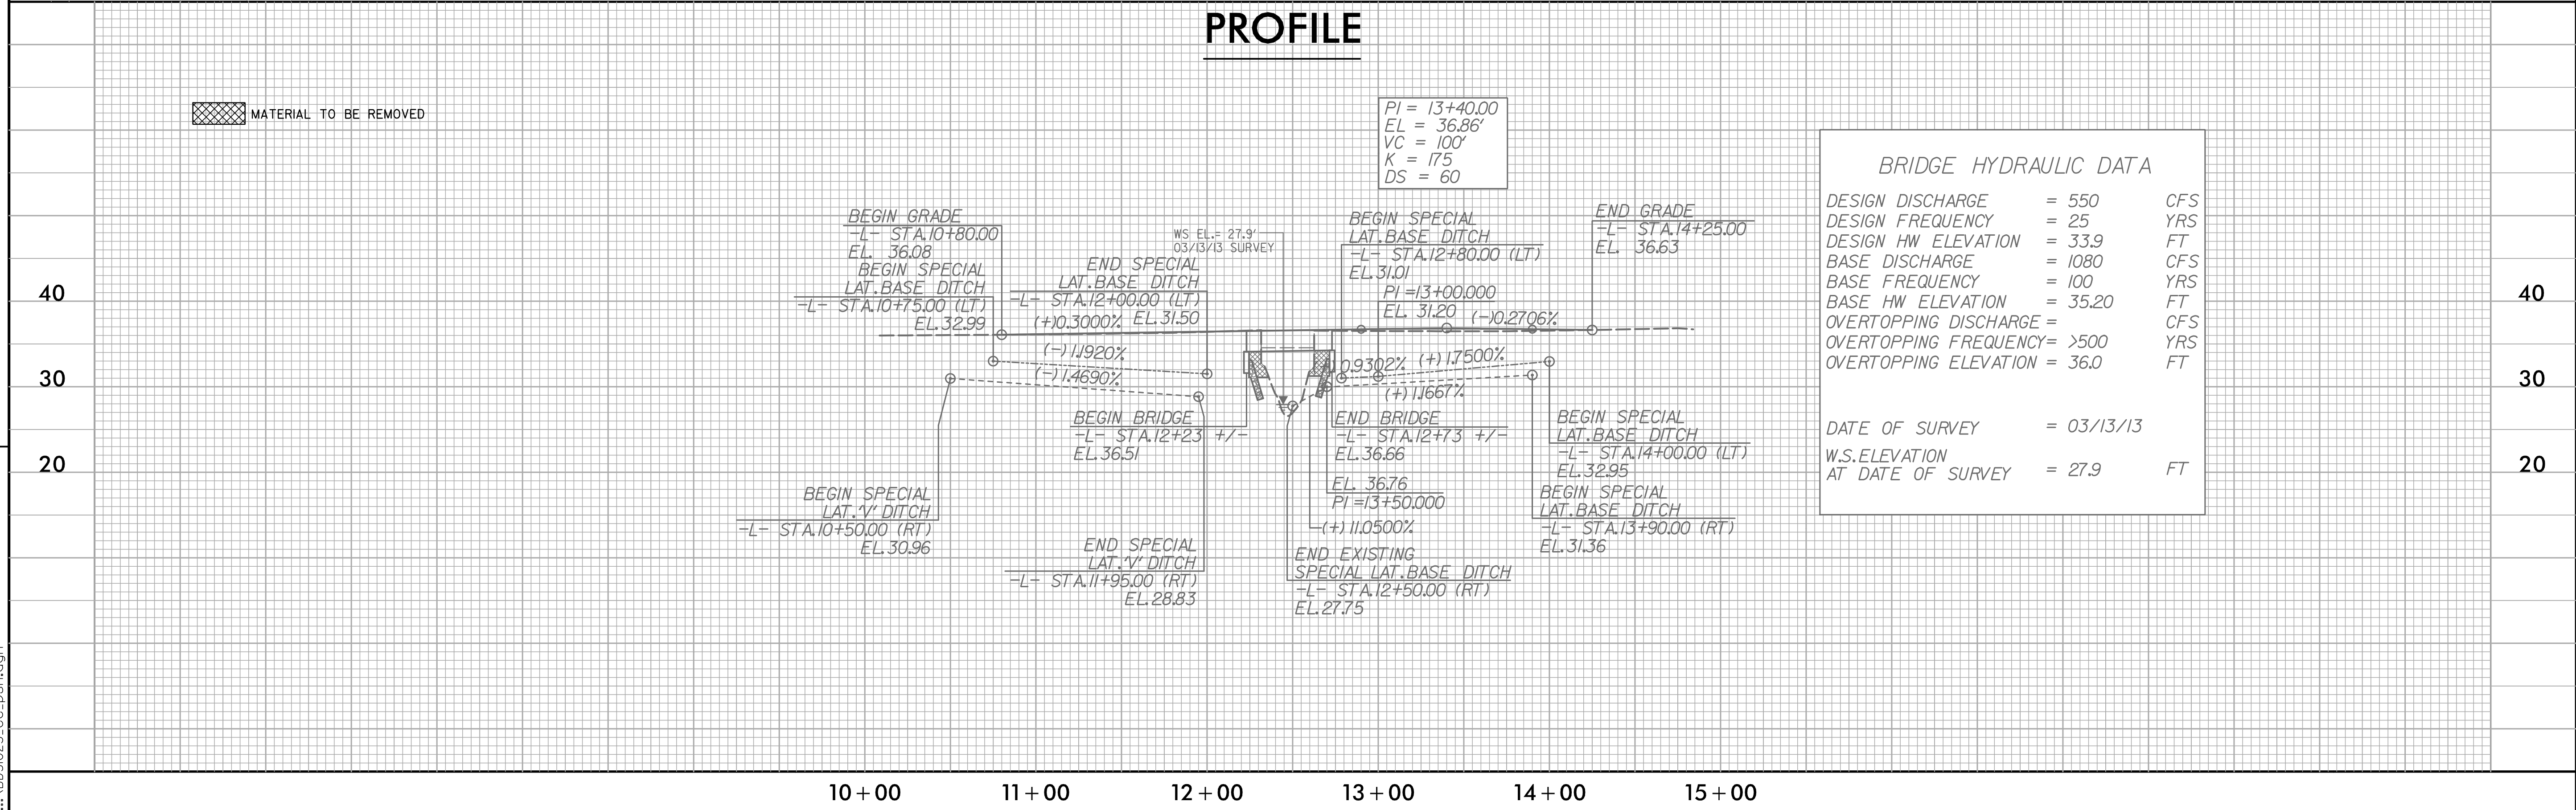 PROFILE
MATERIAL TO BE REMOVED
PI = 13+40.00
EL = 36.86'
VC = 100'
K = 175
DS = 60
BEGIN GRADE
-L- STA.10+80.00
EL. 36.08
BEGIN SPECIAL
LAT.BASE DITCH
-L- STA.10+75.00 (LT)
EL.32.99
WS EL.= 27.9'
03/13/13 SURVEY
END SPECIAL
LAT.BASE DITCH
-L- STA.12+00.00 (LT)
EL.31.50
(+)0.3000%
(-)1.1920%
(-)1.4690%
BEGIN SPECIAL
LAT.BASE DITCH
-L- STA.12+80.00 (LT)
EL.31.01
PI =13+00.000
EL. 31.20
(-)0.2706%
END GRADE
-L- STA.14+25.00
EL. 36.63
0.9302%
(+)1.7500%
(+)1.1667%
BEGIN BRIDGE
-L- STA.12+23 +/-
EL.36.51
END BRIDGE
-L- STA.12+73 +/-
EL.36.66
BEGIN SPECIAL
LAT.BASE DITCH
-L- STA.14+00.00 (LT)
EL.32.95
EL. 36.76
PI =13+50.000
(+)11.0500%
BEGIN SPECIAL
LAT.BASE DITCH
-L- STA.13+90.00 (RT)
EL.31.36
BEGIN SPECIAL
LAT.'V' DITCH
-L- STA.10+50.00 (RT)
EL.30.96
END SPECIAL
LAT.'V' DITCH
-L- STA.11+95.00 (RT)
EL.28.83
END EXISTING
SPECIAL LAT.BASE DITCH
-L- STA.12+50.00 (RT)
EL.27.75
BRIDGE HYDRAULIC DATA
DESIGN DISCHARGE = 550 CFS
DESIGN FREQUENCY = 25 YRS
DESIGN HW ELEVATION = 33.9 FT
BASE DISCHARGE = 1080 CFS
BASE FREQUENCY = 100 YRS
BASE HW ELEVATION = 35.20 FT
OVERTOPPING DISCHARGE = CFS
OVERTOPPING FREQUENCY= >500 YRS
OVERTOPPING ELEVATION = 36.0 FT
DATE OF SURVEY = 03/13/13
W.S.ELEVATION
AT DATE OF SURVEY = 27.9 FT
40 40
30 30
20 20
10+00 11+00 12+00 13+00 14+00 15+00